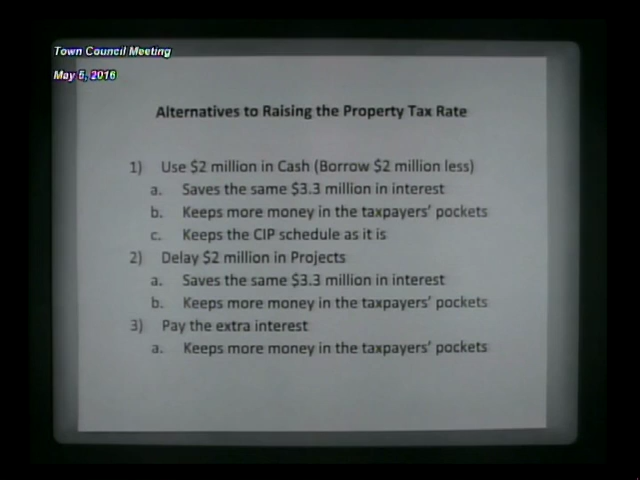 Town Council Meeting
May 5, 2016
Alternatives to Raising the Property Tax Rate
1) Use $2 million in Cash (Borrow $2 million less)
a. Saves the same $3.3 million in interest
b. Keeps more money in the taxpayers' pockets
c. Keeps the CIP schedule as it is
2) Delay $2 million in Projects
a. Saves the same $3.3 million in interest
b. Keeps more money in the taxpayers' pockets
3) Pay the extra interest
a. Keeps more money in the taxpayers' pockets